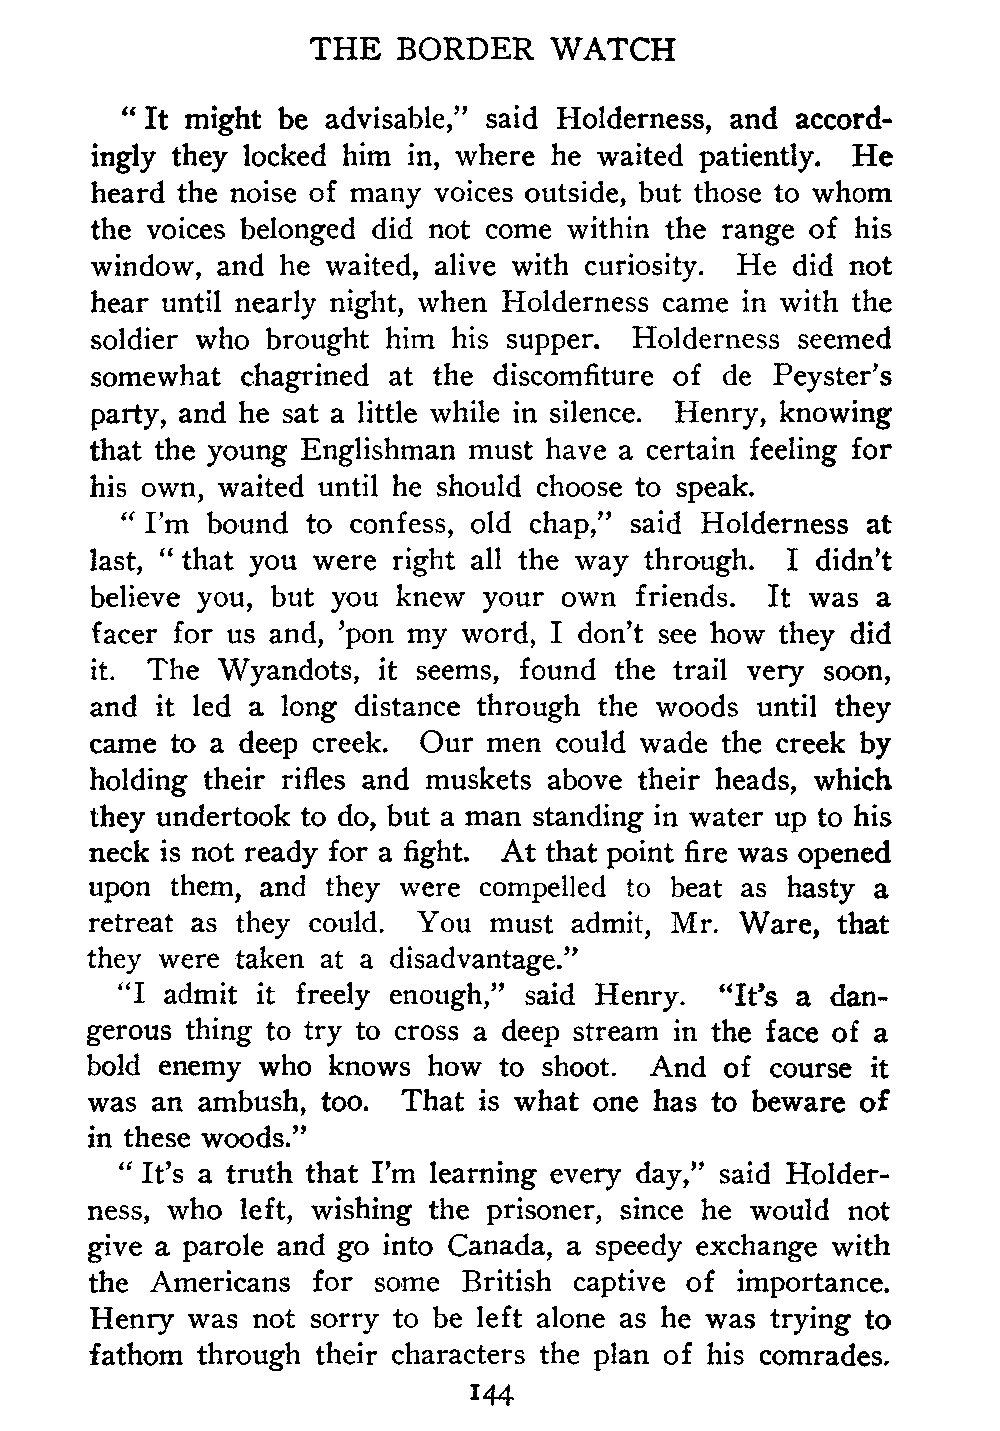 THE BORDER WATCH
" It might be advisable," said Holderness, and accord-
ingly they locked him in, where he waited patiently. He
heard the noise of many voices outside, but those to whom
the voices belonged did not come within the range of his
window, and he waited, alive with curiosity. He did not
hear until nearly night, when Holderness came in with the
soldier who brought him his supper. Holderness seemed
somewhat chagrined at the discomfiture of de Peyster's
party, and he sat a little while in silence. Henry, knowing
that the young Englishman must have a certain feeling for
his own, waited until he should choose to speak.
" I'm bound to confess, old chap," said Holderness at
last, " that you were right all the way through. I didn't
believe you, but you knew your own friends. It was a
facer for us and, 'pon my word, I don't see how they did
it. The Wyandots, it seems, found the trail very soon,
and it led a long distance through the woods until they
came to a deep creek. Our men could wade the creek by
holding their rifles and muskets above their heads, which
they undertook to do, but a man standing in water up to his
neck is not ready for a fight. At that point fire was opened
upon them, and they were compelled to beat as hasty a
retreat as they could. You must admit, Mr. Ware, that
they were taken at a disadvantage."
"I admit it freely enough," said Henry. "It's a dan-
gerous thing to try to cross a deep stream in the face of a
bold enemy who knows how to shoot. And of course it
was an ambush, too. That is what one has to beware of
in these woods."
" It's a truth that I'm learning every day," said Holder-
ness, who left, wishing the prisoner, since he would not
give a parole and go into Canada, a speedy exchange with
the Americans for some British captive of importance.
Henry was not sorry to be left alone as he was trying to
fathom through their characters the plan of his comrades.
144